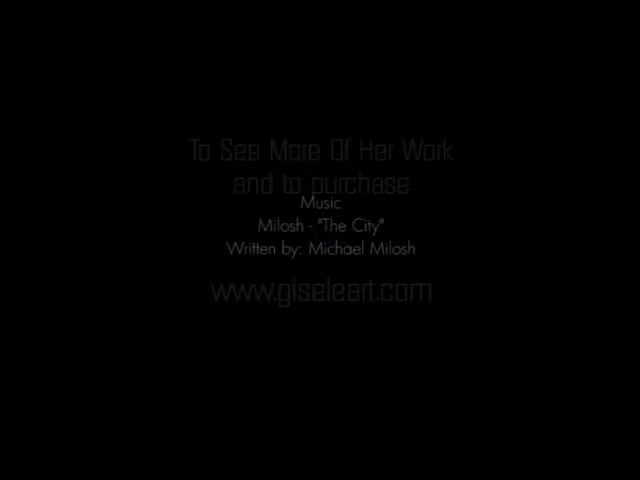 To See More Of Her Work
and to purchase
Music
Milosh - "The City"
Written by: Michael Milosh
www.giseleart.com